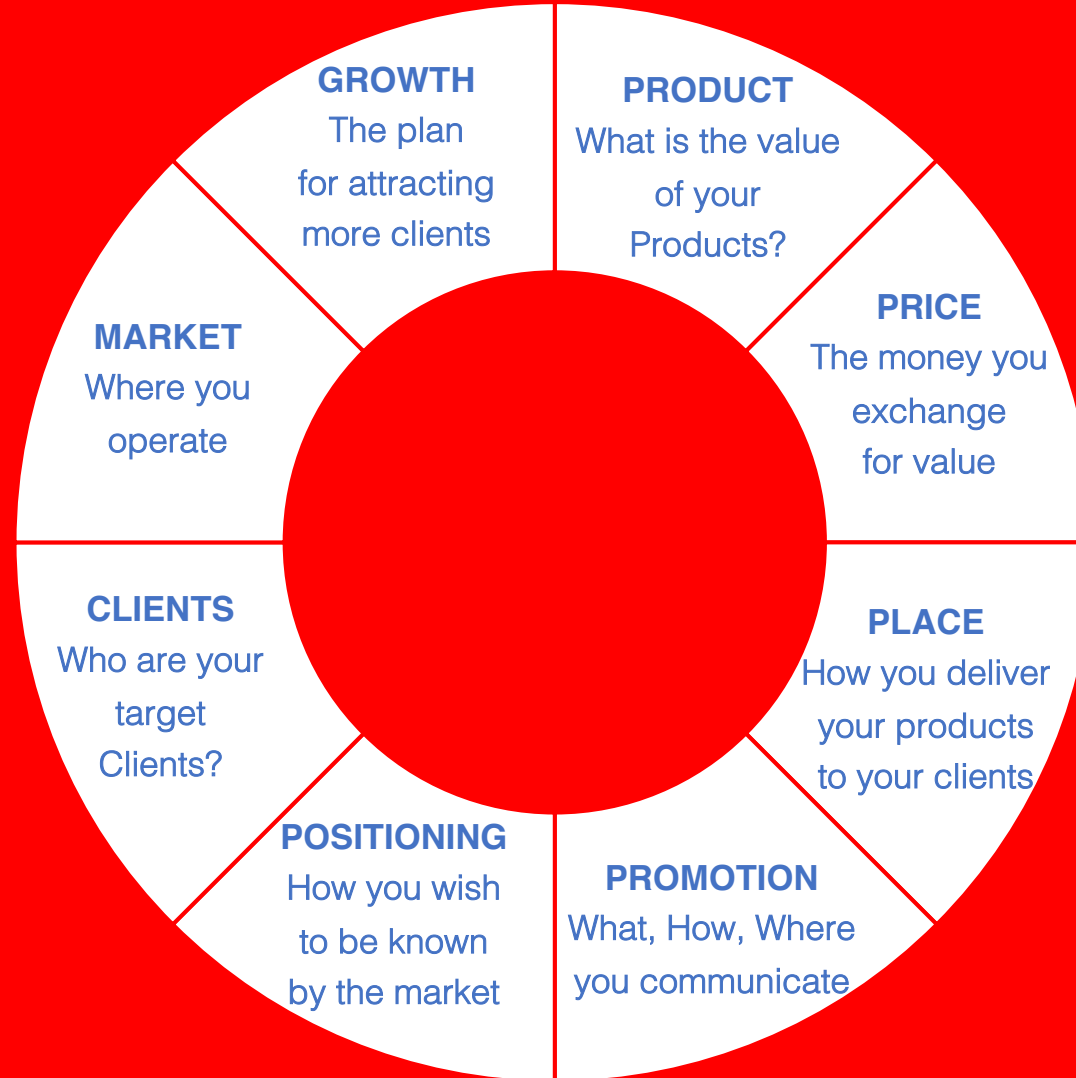 GROWTH
The plan
for attracting
more clients
PRODUCT
What is the value
of your
Products?
PRICE
The money you
exchange
for value
PLACE
How you deliver
your products
to your clients
PROMOTION
What, How, Where
you communicate
POSITIONING
How you wish
to be known
by the market
CLIENTS
Who are your
target
Clients?
MARKET
Where you
operate